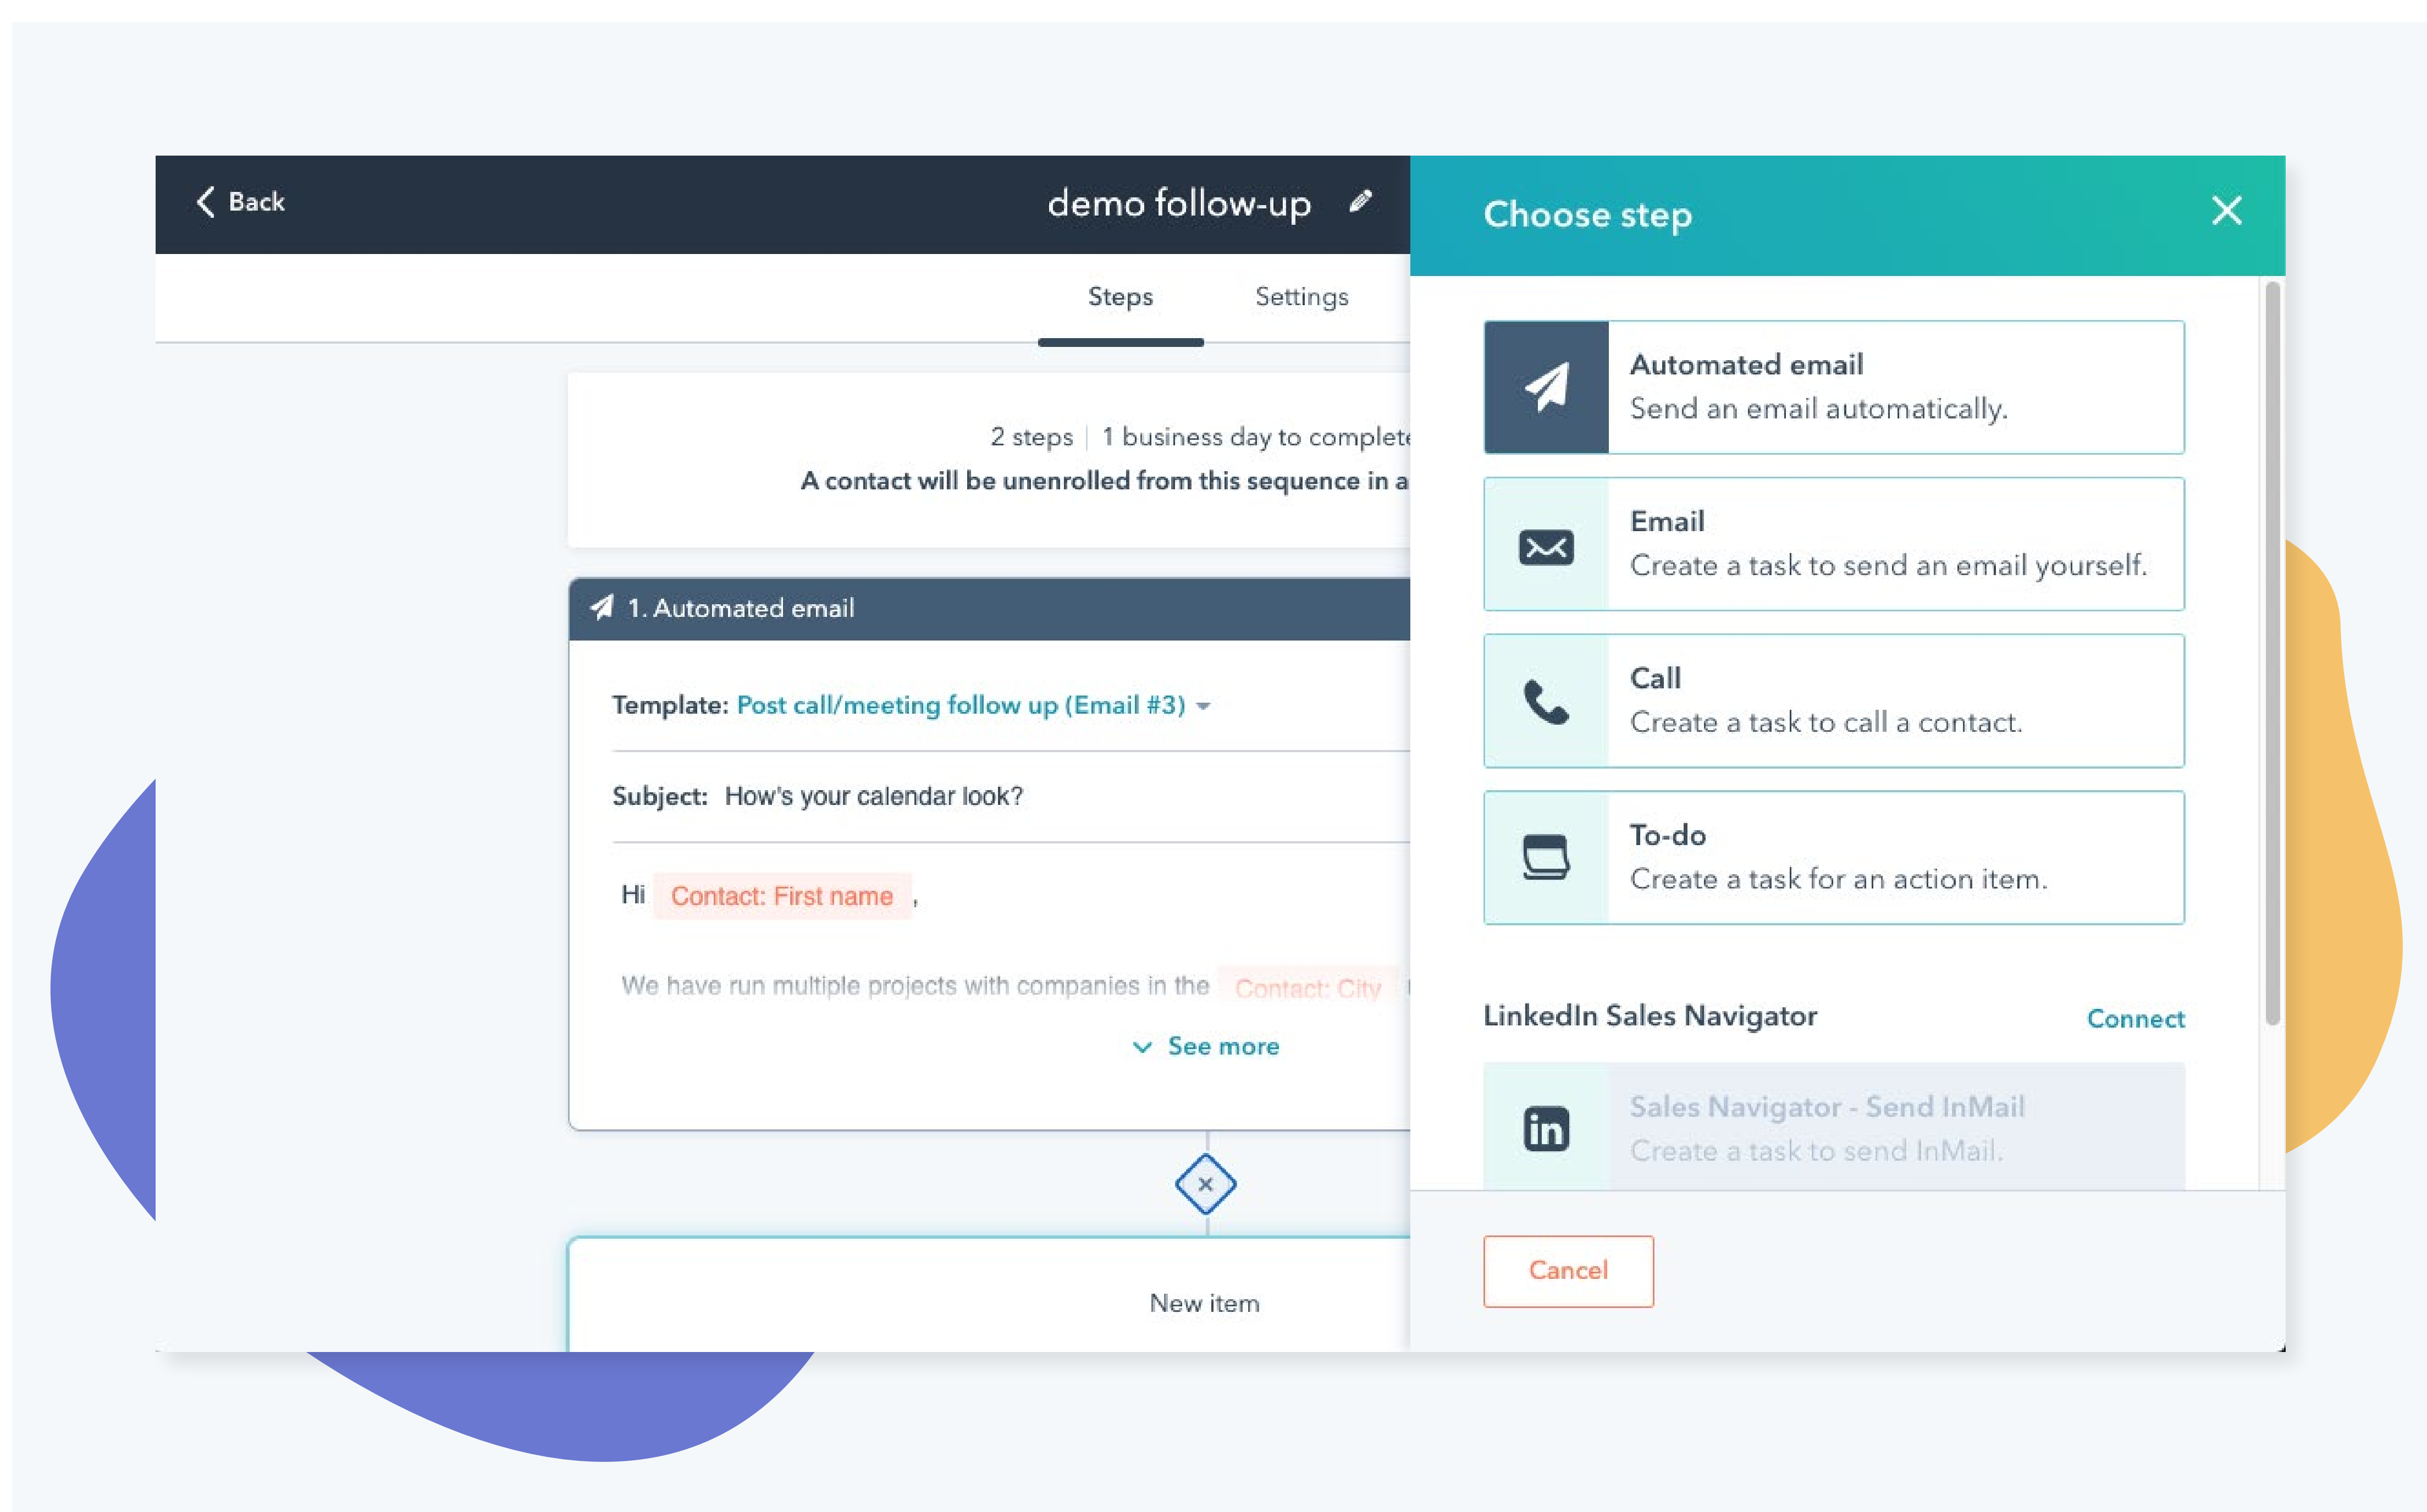 Back
demo follow-up
Steps
Settings
2 steps | 1 business day to complete
A contact will be unenrolled from this sequence in a
1. Automated email
Template: Post call/meeting follow up (Email #3)
Subject: How's your calendar look?
Hi Contact: First name ,
We have run multiple projects with companies in the Contact: City
See more
New item
Choose step
Automated email
Send an email automatically.
Email
Create a task to send an email yourself.
Call
Create a task to call a contact.
To-do
Create a task for an action item.
LinkedIn Sales Navigator
Connect
in
Sales Navigator - Send InMail
Create a task to send InMail.
Cancel